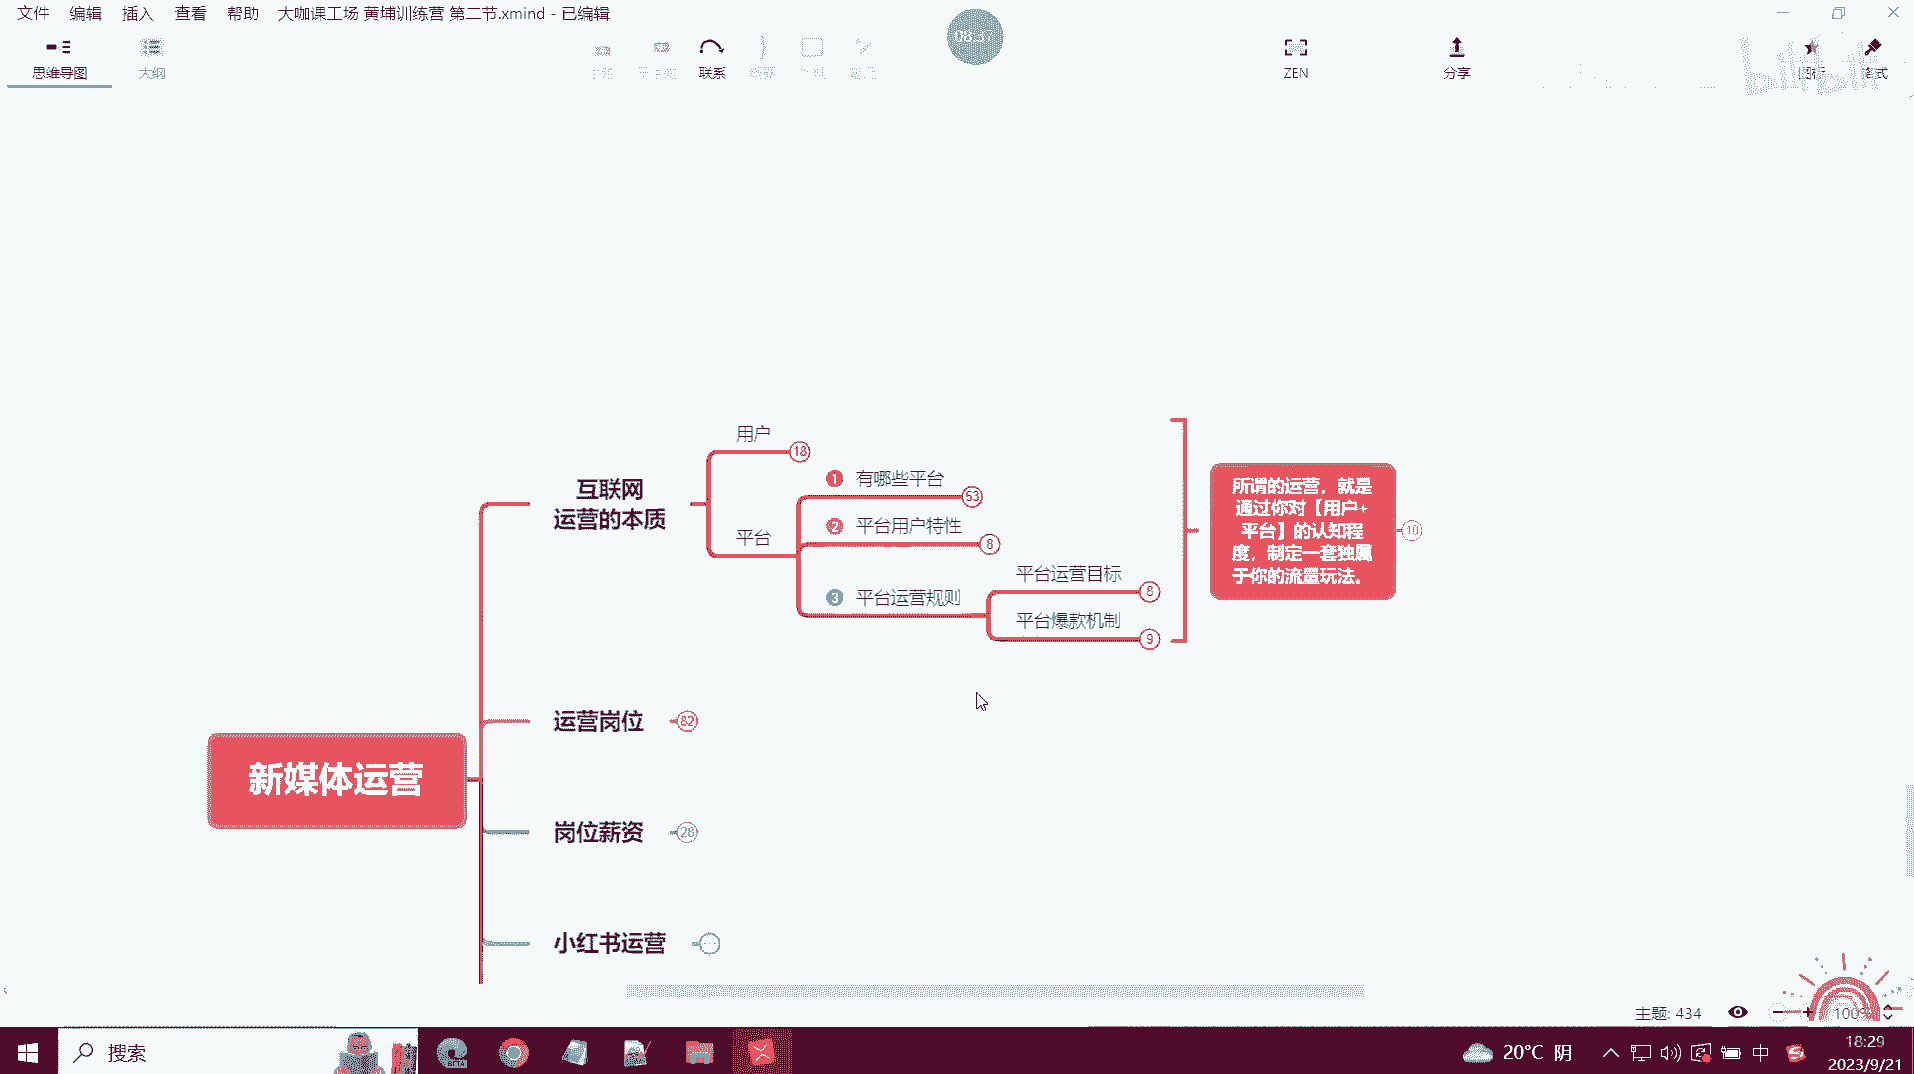 文件 编辑 插入 查看 帮助 大咖课工场 黄埔训练营 第二节.xmind - 已编辑
08:37
思维导图 大纲 联系 ZEN 分享
bilibili
用户
18
1 有哪些平台
53
互联网
运营的本质
2 平台用户特性
8
平台
平台运营目标
8
3 平台运营规则
平台爆款机制
9
所谓的运营，就是
通过你对【用户+
平台】的认知程
度，制定一套独属
于你的流量玩法。
10
运营岗位
82
新媒体运营
岗位薪资
28
小红书运营
主题: 434
100%
搜索
BETA
20°C 阴
中
18:29
2023/9/21